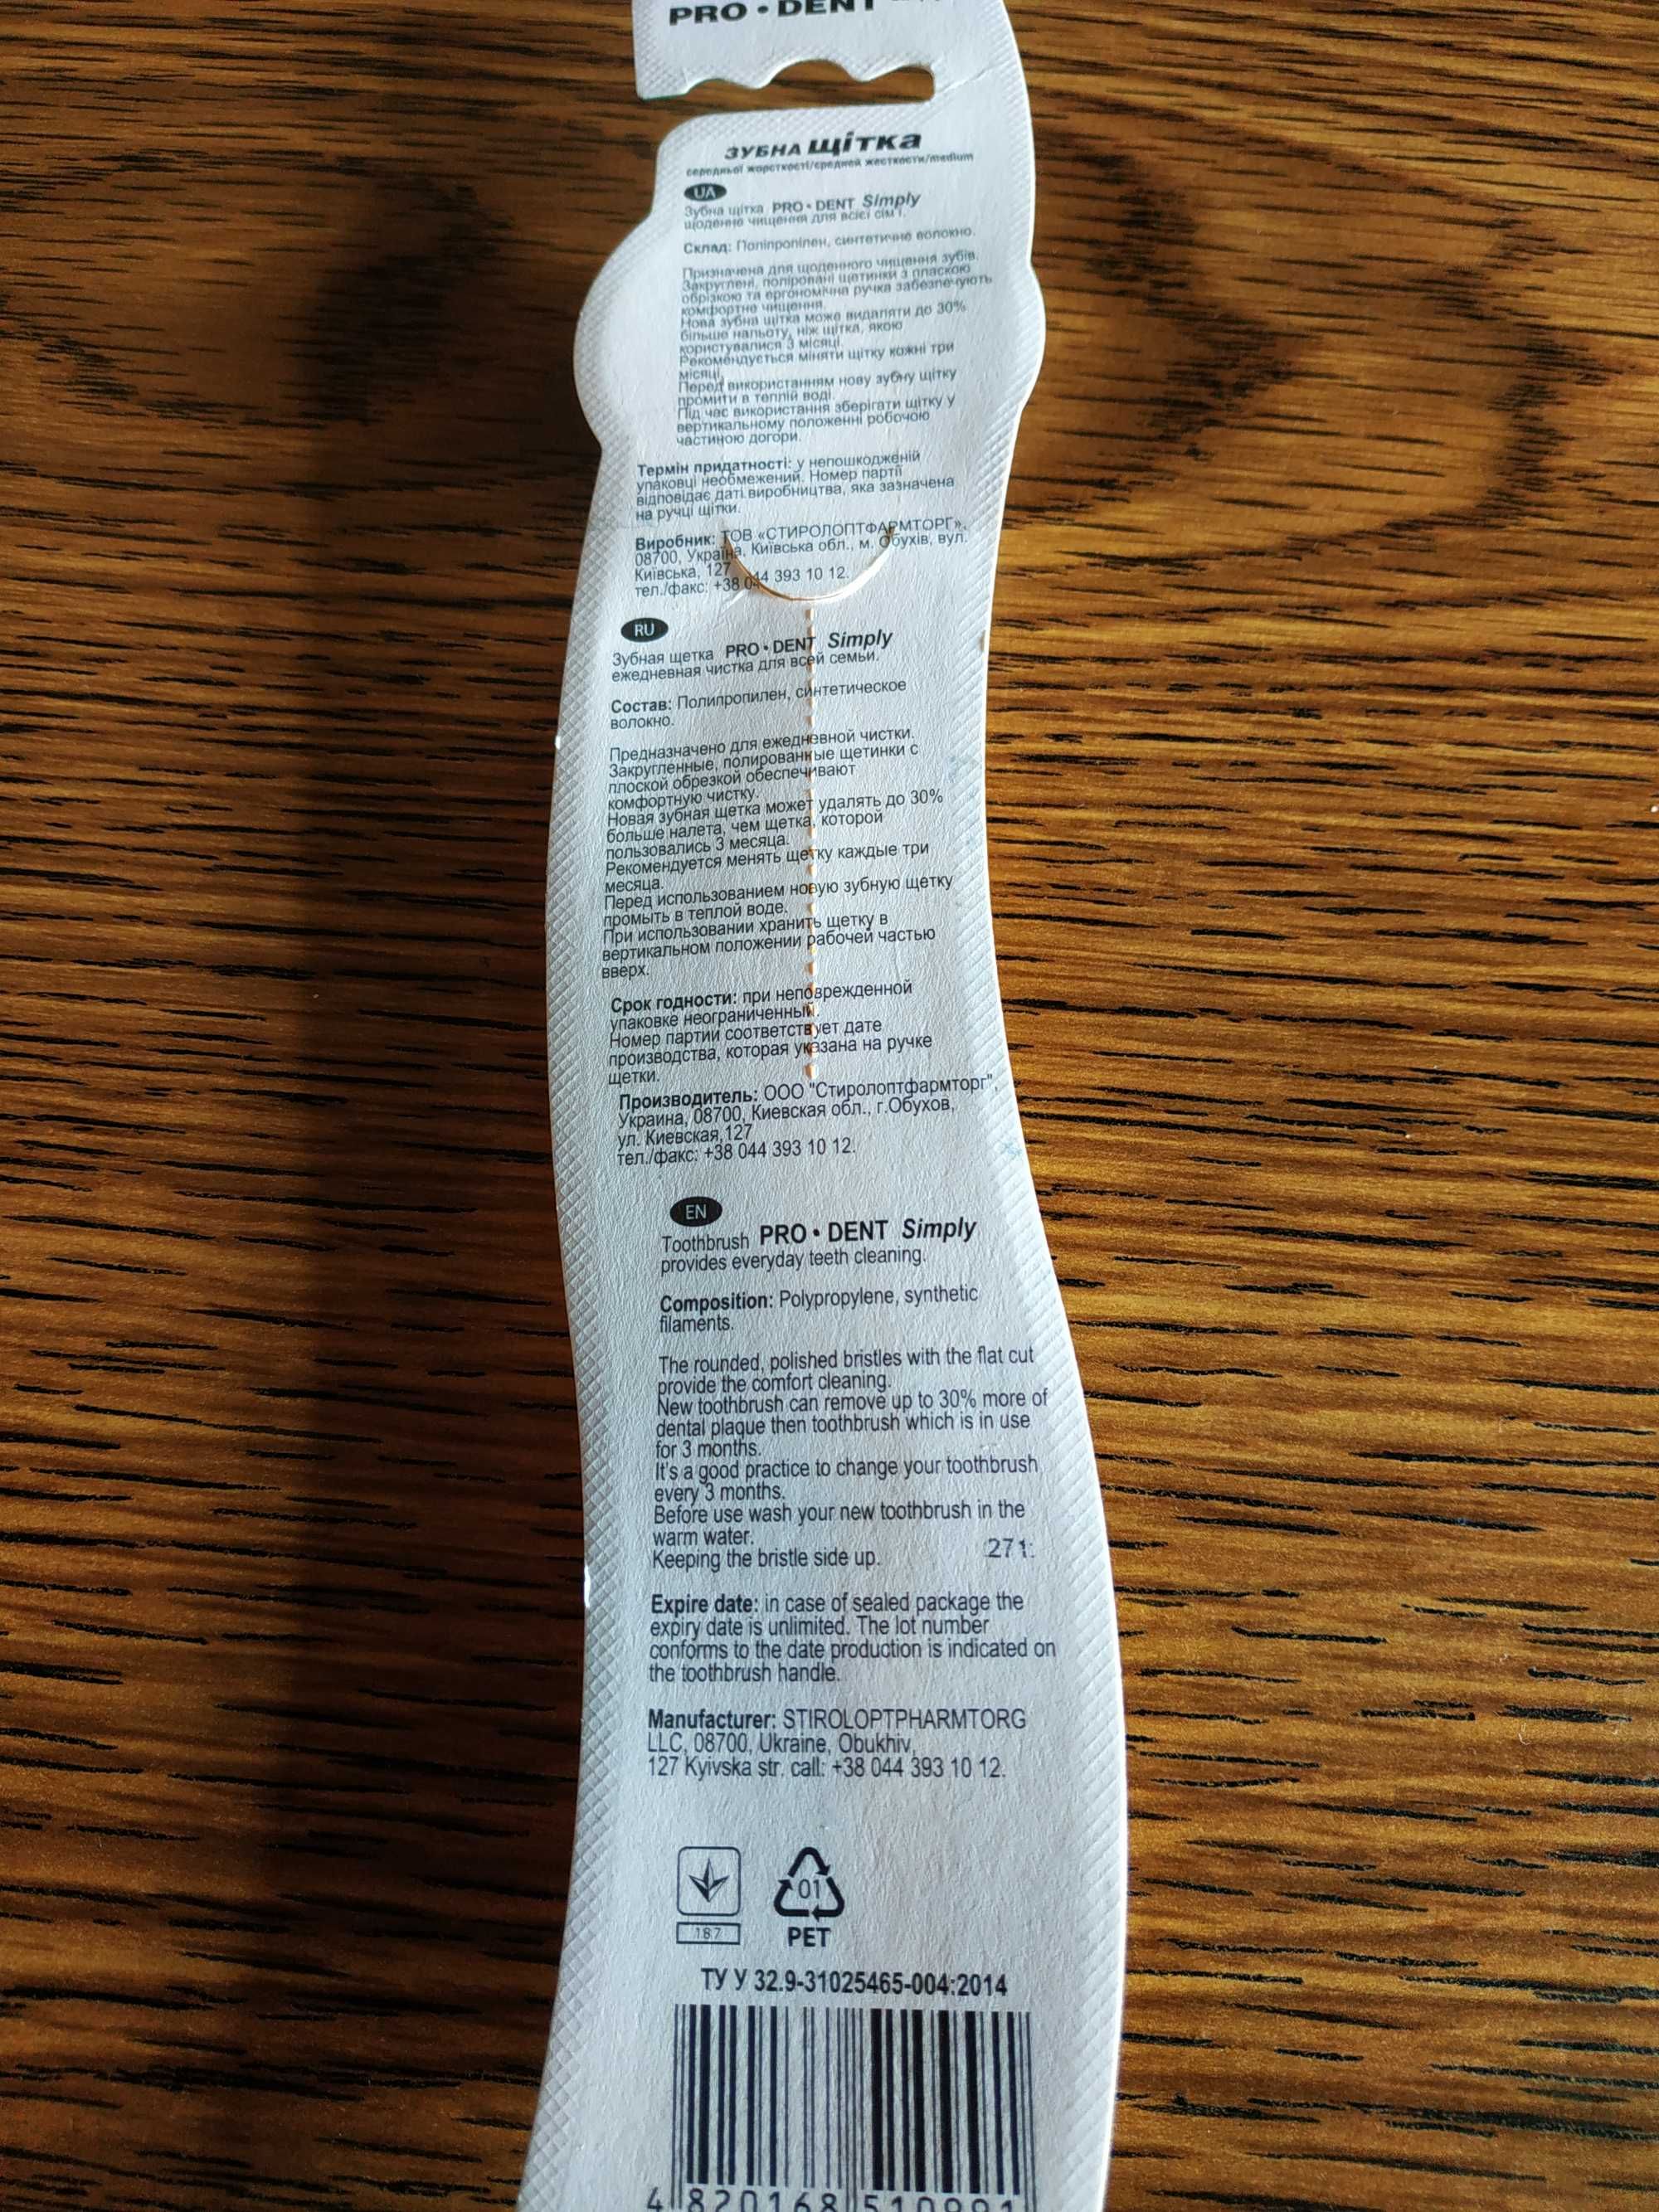 PRO • DENT
ЗУБНА щітка
середньої жорсткості/средней жесткости/medium
UA
Зубна щітка PRO • DENT Simply
щоденне чищення для всієї сім'ї.
Склад: Поліпропілен, синтетичне волокно.
Призначена для щоденного чищення зубів.
Закруглені, поліровані щетинки з пласкою
обрізкою та ергономічна ручка забезпечують
комфортне чищення.
Нова зубна щітка може видаляти до 30%
більше нальоту, ніж щітка, якою
користувалися 3 місяці.
Рекомендується міняти щітку кожні три
місяці.
Перед використанням нову зубну щітку
промити в теплій воді.
Під час використання зберігати щітку у
вертикальному положенні робочою
частиною догори.
Термін придатності: у непошкодженій
упаковці необмежений. Номер партії
відповідає даті виробництва, яка зазначена
на ручці щітки.
Виробник: ТОВ «СТИРОЛОПТФАРМТОРГ».
08700, Україна, Київська обл., м. Обухів, вул.
Київська, 127
тел./факс: +38 044 393 10 12.
RU
Зубная щетка PRO • DENT Simply
ежедневная чистка для всей семьи.
Состав: Полипропилен, синтетическое
волокно.
Предназначено для ежедневной чистки.
Закругленные, полированные щетинки с
плоской обрезкой обеспечивают
комфортную чистку.
Новая зубная щетка может удалять до 30%
больше налета, чем щетка, которой
пользовались 3 месяца.
Рекомендуется менять щетку каждые три
месяца.
Перед использованием новую зубную щетку
промыть в теплой воде.
При использовании хранить щетку в
вертикальном положении рабочей частью
вверх.
Срок годности: при неповрежденной
упаковке неограниченный.
Номер партии соответствует дате
производства, которая указана на ручке
щетки.
Производитель: ООО "Стиролоптфармторг",
Украина, 08700, Киевская обл., г.Обухов,
ул. Киевская,127
тел./факс: +38 044 393 10 12.
EN
Toothbrush PRO • DENT Simply
provides everyday teeth cleaning.
Composition: Polypropylene, synthetic
filaments.
The rounded, polished bristles with the flat cut
provide the comfort cleaning.
New toothbrush can remove up to 30% more of
dental plaque then toothbrush which is in use
for 3 months.
It's a good practice to change your toothbrush
every 3 months.
Before use wash your new toothbrush in the
warm water.
Keeping the bristle side up. 271:
Expire date: in case of sealed package the
expiry date is unlimited. The lot number
conforms to the date production is indicated on
the toothbrush handle.
Manufacturer: STIROLOPTPHARMTORG
LLC, 08700, Ukraine, Obukhiv,
127 Kyivska str. call: +38 044 393 10 12.
01
187 PET
ТУ У 32.9-31025465-004:2014
4 820168 510991